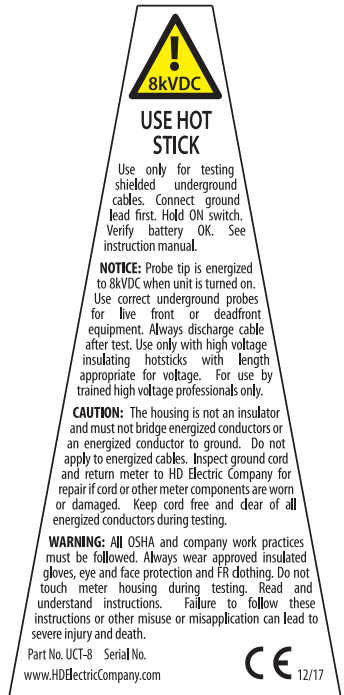 8kVDC
USE HOT
STICK
Use only for testing
shielded underground
cables. Connect ground
lead first. Hold ON switch.
Verify battery OK. See
instruction manual.
NOTICE: Probe tip is energized
to 8kVDC when unit is turned on.
Use correct underground probes
for live front or deadfront
equipment. Always discharge cable
after test. Use only with high voltage
insulating hotsticks with length
appropriate for voltage. For use by
trained high voltage professionals only.
CAUTION: The housing is not an insulator
and must not bridge energized conductors or
an energized conductor to ground. Do not
apply to energized cables. Inspect ground cord
and return meter to HD Electric Company for
repair if cord or other meter components are worn
or damaged. Keep cord free and clear of all
energized conductors during testing.
WARNING: All OSHA and company work practices
must be followed. Always wear approved insulated
gloves, eye and face protection and FR clothing. Do not
touch meter housing during testing. Read and
understand instructions. Failure to follow these
instructions or other misuse or misapplication can lead to
severe injury and death.
Part No. UCT-8 Serial No.
www.HDElectricCompany.com CE 12/17